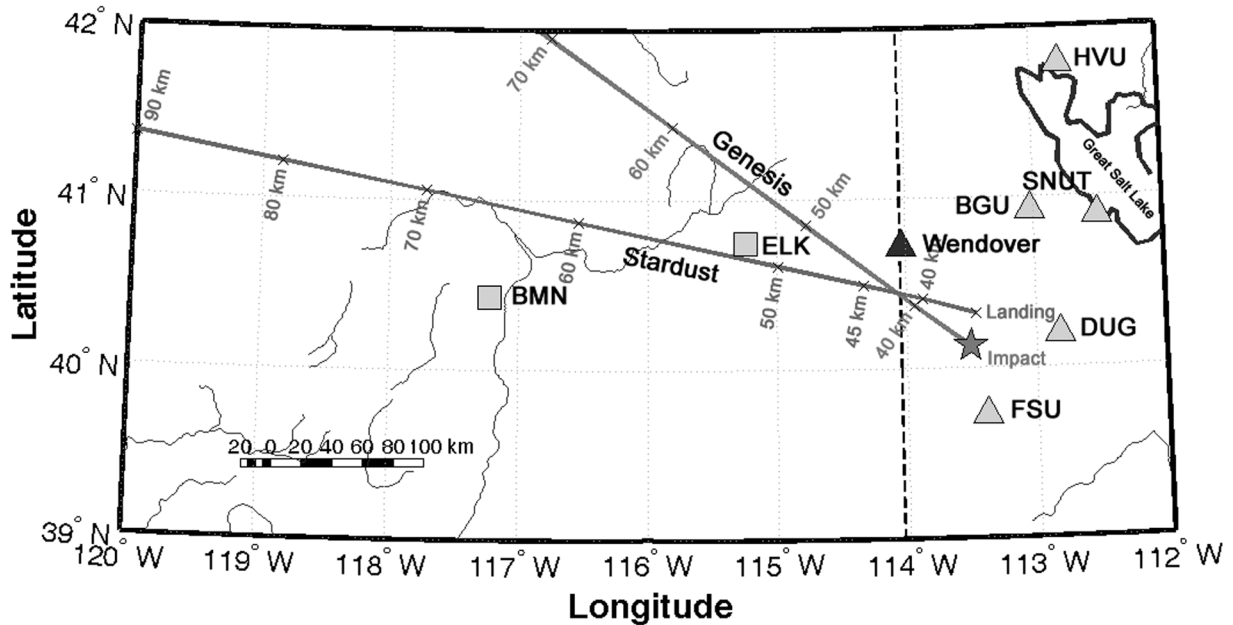 42° N
41° N
40° N
39° N
Latitude
120° W
119° W
118° W
117° W
116° W
115° W
114° W
113° W
112° W
Longitude
90 km
80 km
70 km
60 km
50 km
45 km
40 km
Stardust
Landing
70 km
60 km
Genesis
50 km
40 km
Impact
HVU
Great Salt Lake
SNUT
BGU
Wendover
ELK
BMN
DUG
FSU
20 0 20 40 60 80 100 km